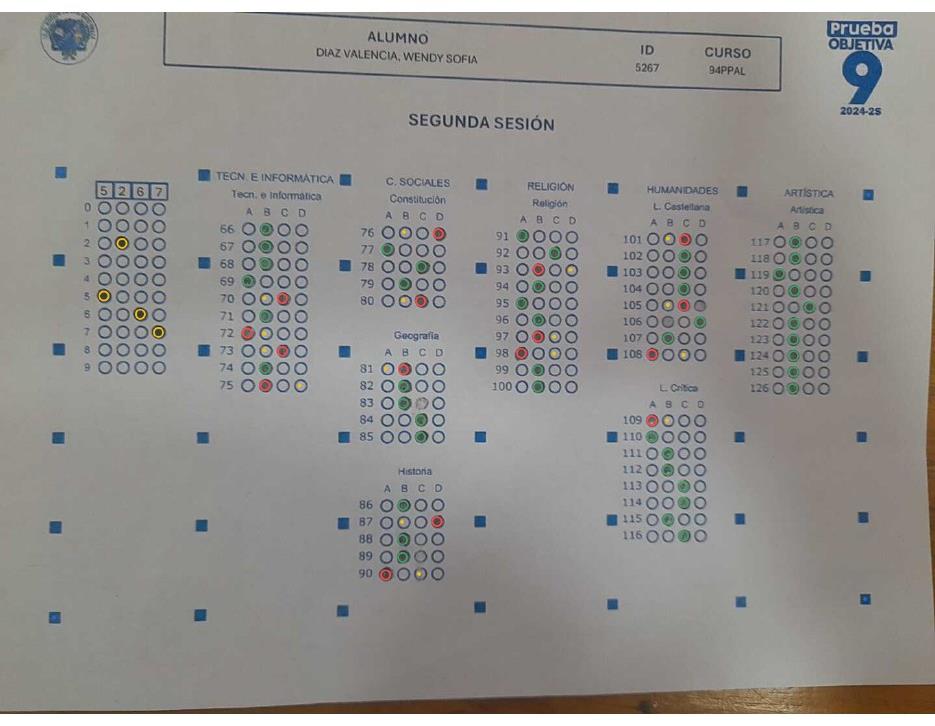 ALUMNO
DIAZ VALENCIA, WENDY SOFIA
ID
5267
CURSO
94PPAL
Prueba
OBJETIVA
9
2024-2S
SEGUNDA SESIÓN
5 2 6 7
0
1
2
3
4
5
6
7
8
9
TECN. E INFORMÁTICA
Tecn. e Informática
A B C D
66
67
68
69
70
71
72
73
74
75
C. SOCIALES
Constitución
A B C D
76
77
78
79
80
Geografía
A B C D
81
82
83
84
85
Historia
A B C D
86
87
88
89
90
RELIGIÓN
Religión
A B C D
91
92
93
94
95
96
97
98
99
100
HUMANIDADES
L. Castellana
A B C D
101
102
103
104
105
106
107
108
L. Crítica
A B C D
109
110
111
112
113
114
115
116
ARTÍSTICA
Artística
A B C D
117
118
119
120
121
122
123
124
125
126